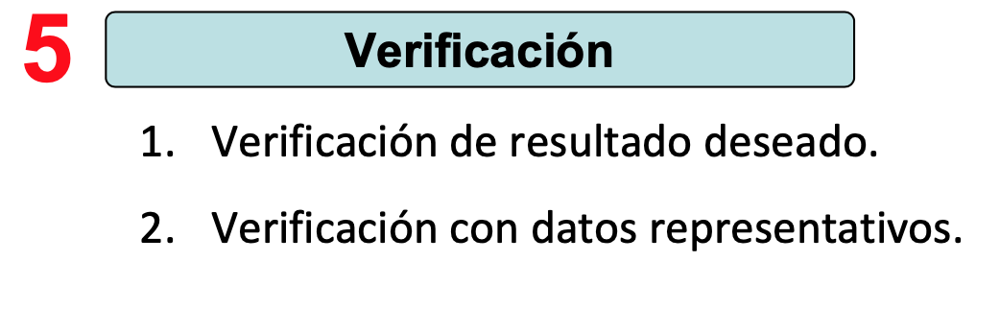 5 Verificación
1. Verificación de resultado deseado.
2. Verificación con datos representativos.